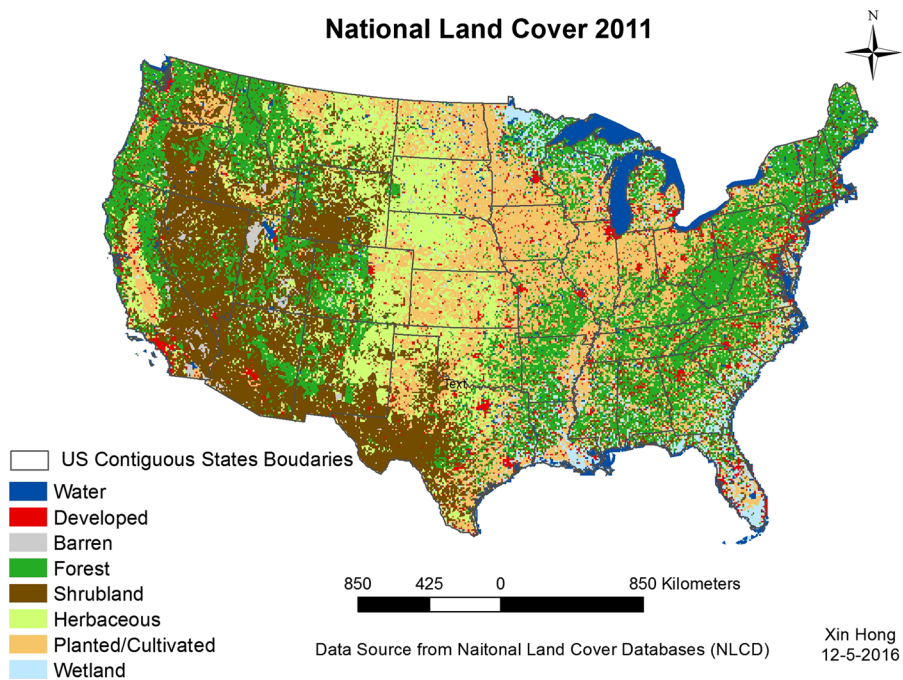 National Land Cover 2011
N
Text
US Contiguous States Boudaries
Water
Developed
Barren
Forest
Shrubland
Herbaceous
Planted/Cultivated
Wetland
850 425 0 850 Kilometers
Data Source from Naitonal Land Cover Databases (NLCD)
Xin Hong
12-5-2016